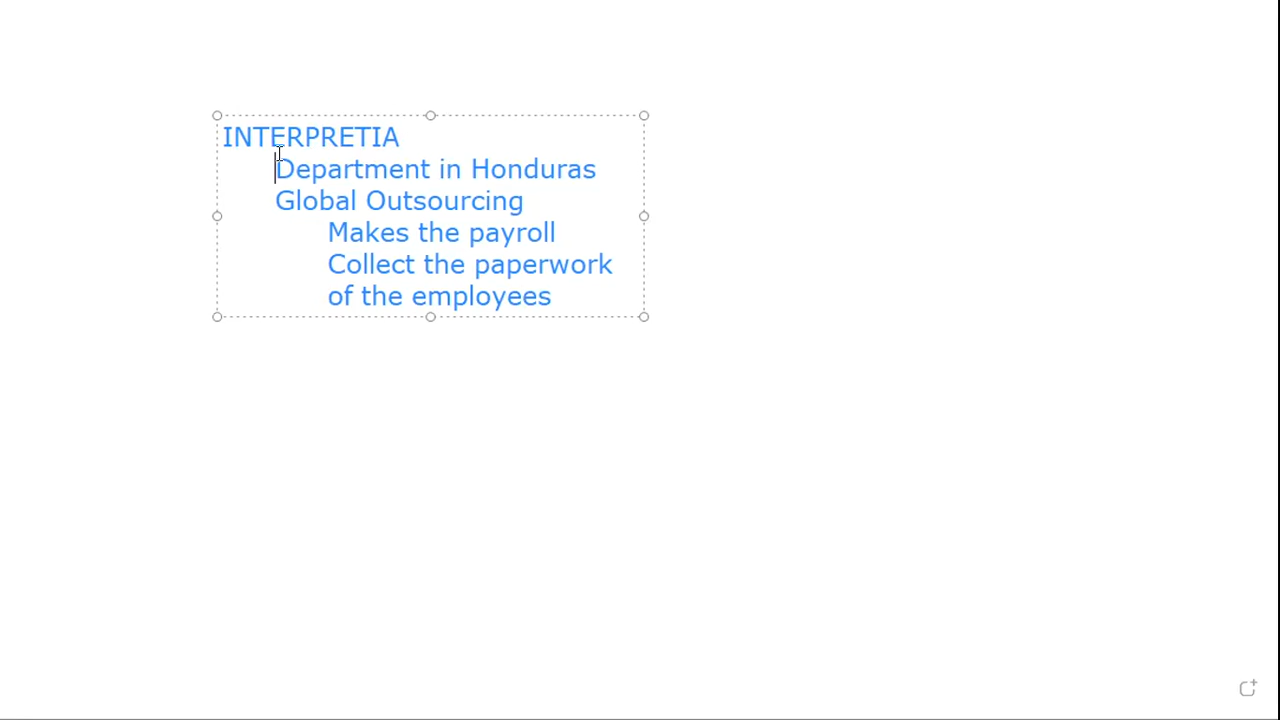 INTERPRETIA
Department in Honduras
Global Outsourcing
Makes the payroll
Collect the paperwork
of the employees